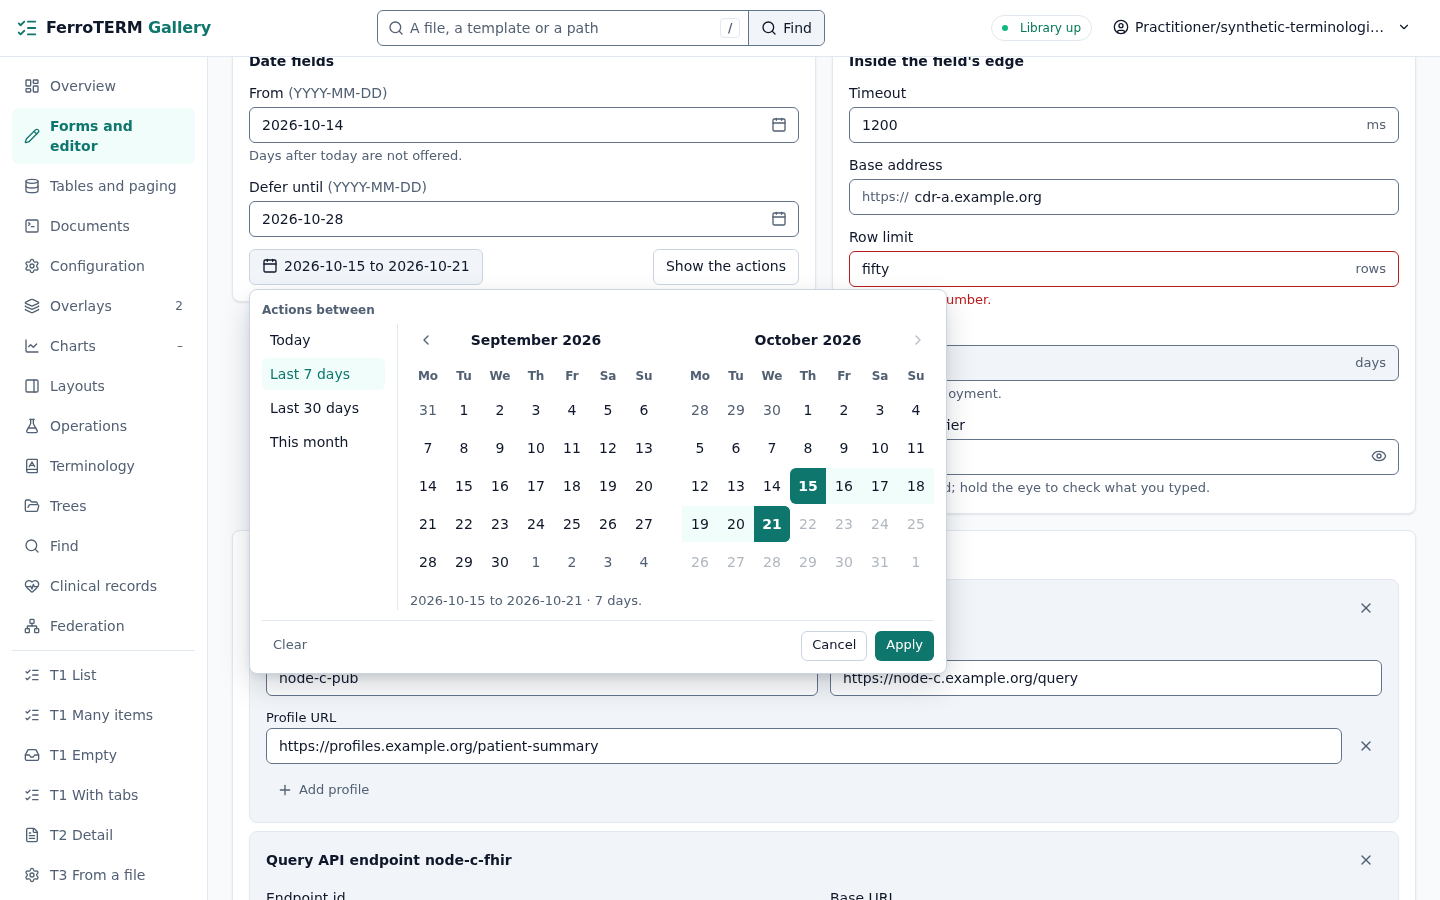 FerroTERM Gallery
A file, a template or a path
/
Find
Library up
Practitioner/synthetic-terminologi...
Overview
Forms and
editor
Tables and paging
Documents
Configuration
Overlays 2
Charts –
Layouts
Operations
Terminology
Trees
Find
Clinical records
Federation
T1 List
T1 Many items
T1 Empty
T1 With tabs
T2 Detail
T3 From a file
Date fields
From (YYYY-MM-DD)
2026-10-14
Days after today are not offered.
Defer until (YYYY-MM-DD)
2026-10-28
2026-10-15 to 2026-10-21
Show the actions
Inside the field's edge
Timeout
1200 ms
Base address
https:// cdr-a.example.org
Row limit
fifty rows
umber.
days
oyment.
ier
d; hold the eye to check what you typed.
Actions between
Today
Last 7 days
Last 30 days
This month
September 2026
Mo Tu We Th Fr Sa Su
31 1 2 3 4 5 6
7 8 9 10 11 12 13
14 15 16 17 18 19 20
21 22 23 24 25 26 27
28 29 30 1 2 3 4
October 2026
Mo Tu We Th Fr Sa Su
28 29 30 1 2 3 4
5 6 7 8 9 10 11
12 13 14 15 16 17 18
19 20 21 22 23 24 25
26 27 28 29 30 31 1
2026-10-15 to 2026-10-21 · 7 days.
Clear
Cancel
Apply
node-c-pub
https://node-c.example.org/query
Profile URL
https://profiles.example.org/patient-summary
Add profile
Query API endpoint node-c-fhir
Endpoint id
Base URL